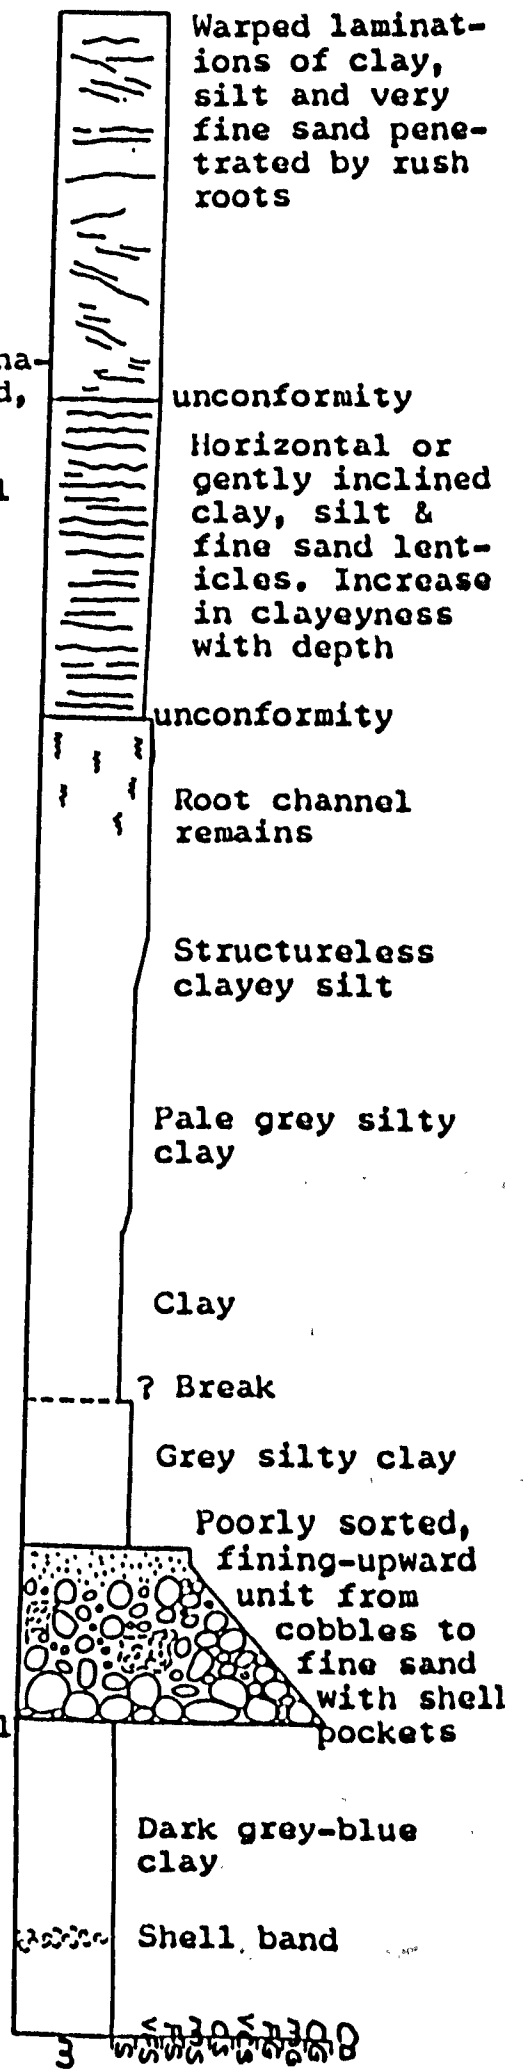 Warped laminat-
ions of clay,
silt and very
fine sand pene-
trated by rush
roots
na-
d,
unconformity
Horizontal or
gently inclined
l
clay, silt &
fine sand lent-
icles. Increase
in clayeyness
with depth
unconformity
Root channel
remains
Structureless
clayey silt
Pale grey silty
clay
Clay
? Break
Grey silty clay
Poorly sorted,
fining-upward
unit from
cobbles to
fine sand
with shell
l
pockets
Dark grey-blue
clay
Shell band